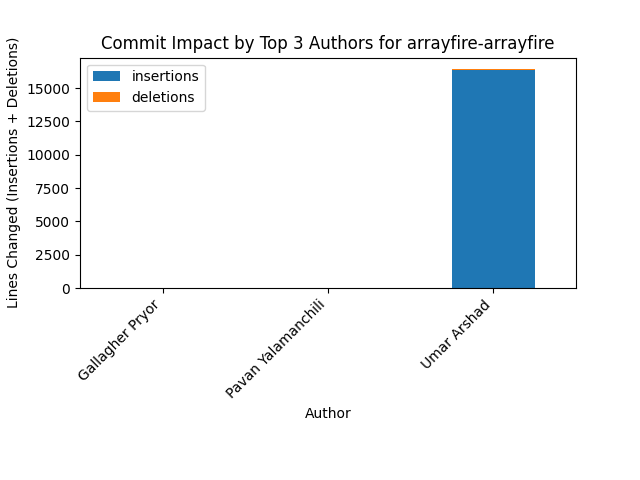 Commit Impact by Top 3 Authors for arrayfire-arrayfire
Lines Changed (Insertions + Deletions)
insertions
deletions
15000
12500
10000
7500
5000
2500
0
Gallagher Pryor
Pavan Yalamanchili
Umar Arshad
Author